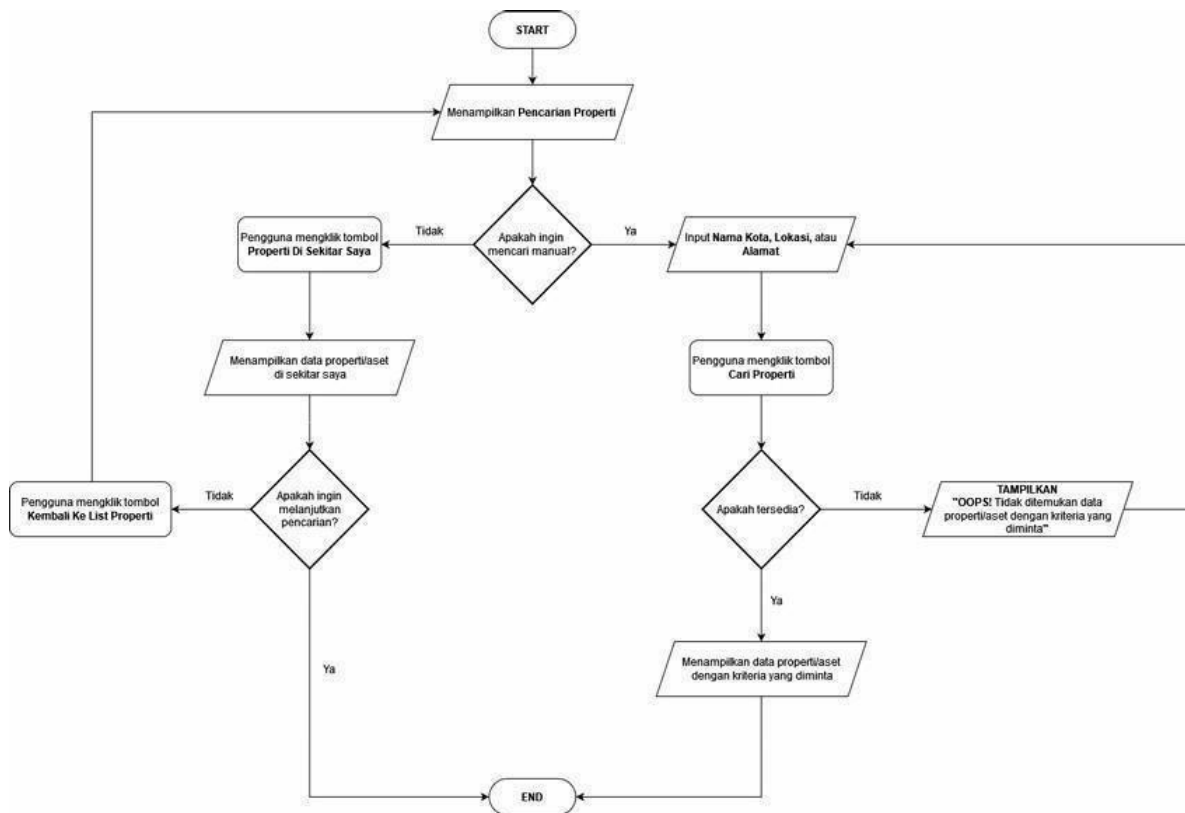 START
Menampilkan Pencarian Properti
Apakah ingin
mencari manual?
Tidak
Ya
Pengguna mengklik tombol
Properti Di Sekitar Saya
Input Nama Kota, Lokasi, atau
Alamat
Menampilkan data properti/aset
di sekitar saya
Pengguna mengklik tombol
Cari Properti
Apakah ingin
melanjutkan
pencarian?
Tidak
Pengguna mengklik tombol
Kembali Ke List Properti
Ya
Apakah tersedia?
Tidak
TAMPILKAN
"OOPS! Tidak ditemukan data
properti/aset dengan kriteria yang
diminta"
Ya
Menampilkan data properti/aset
dengan kriteria yang diminta
END